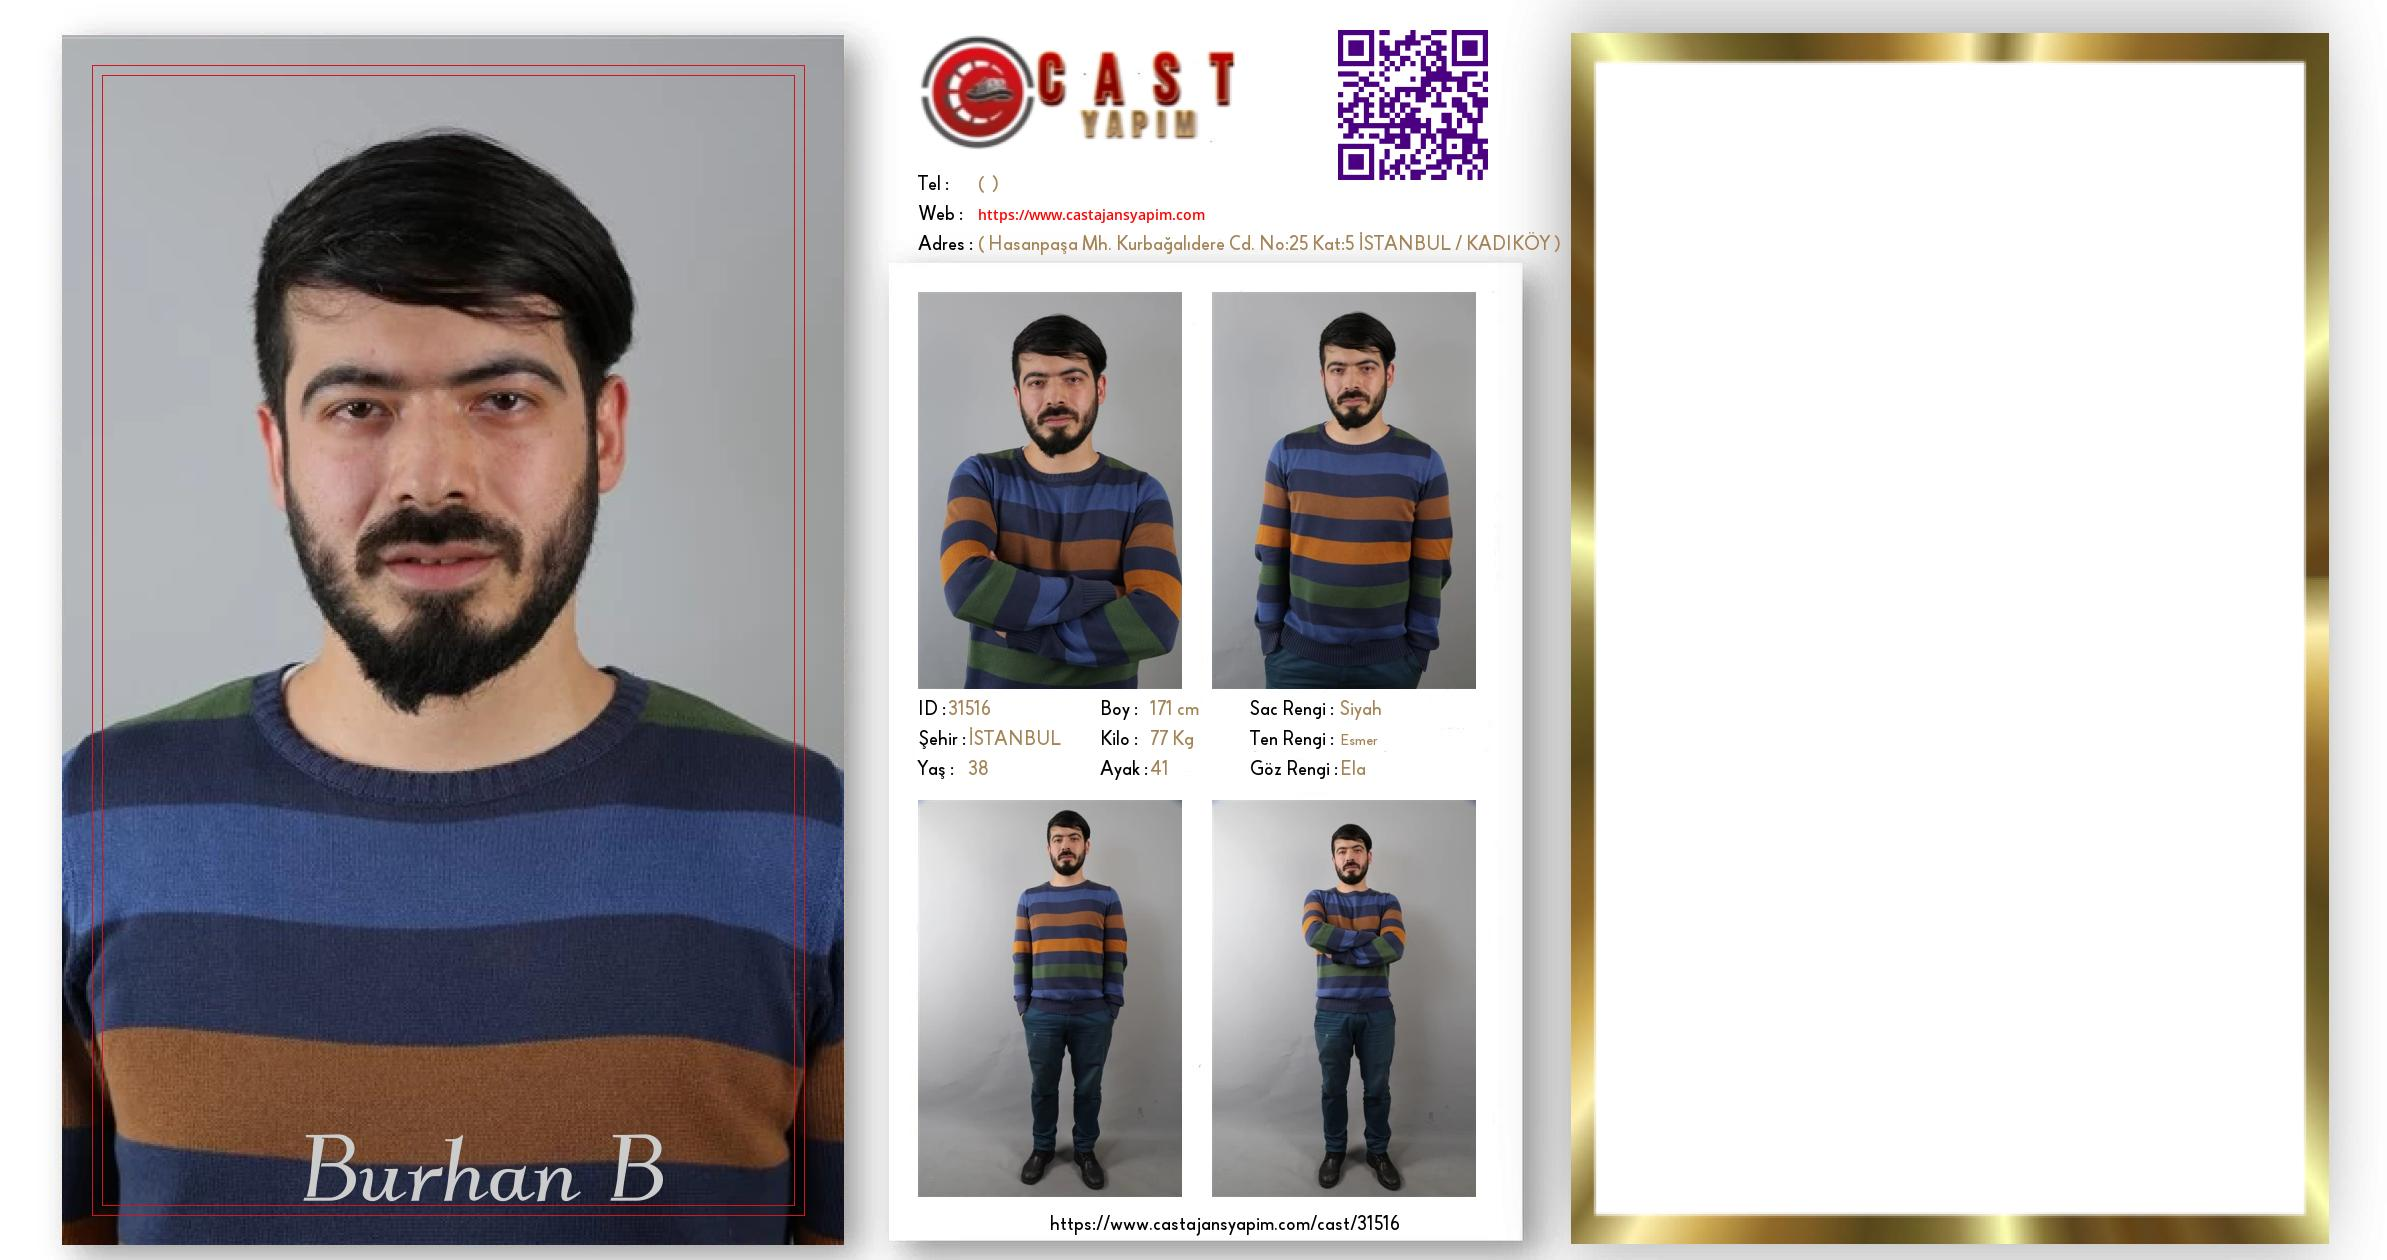 Burhan B
CAST
YAPIM
Tel : ( )
Web : https://www.castajansyapim.com
Adres : ( Hasanpaşa Mh. Kurbağalıdere Cd. No:25 Kat:5 İSTANBUL / KADIKÖY )
ID : 31516 Boy : 171 cm Sac Rengi : Siyah
Şehir : İSTANBUL Kilo : 77 Kg Ten Rengi : Esmer
Yaş : 38 Ayak : 41 Göz Rengi : Ela
https://www.castajansyapim.com/cast/31516